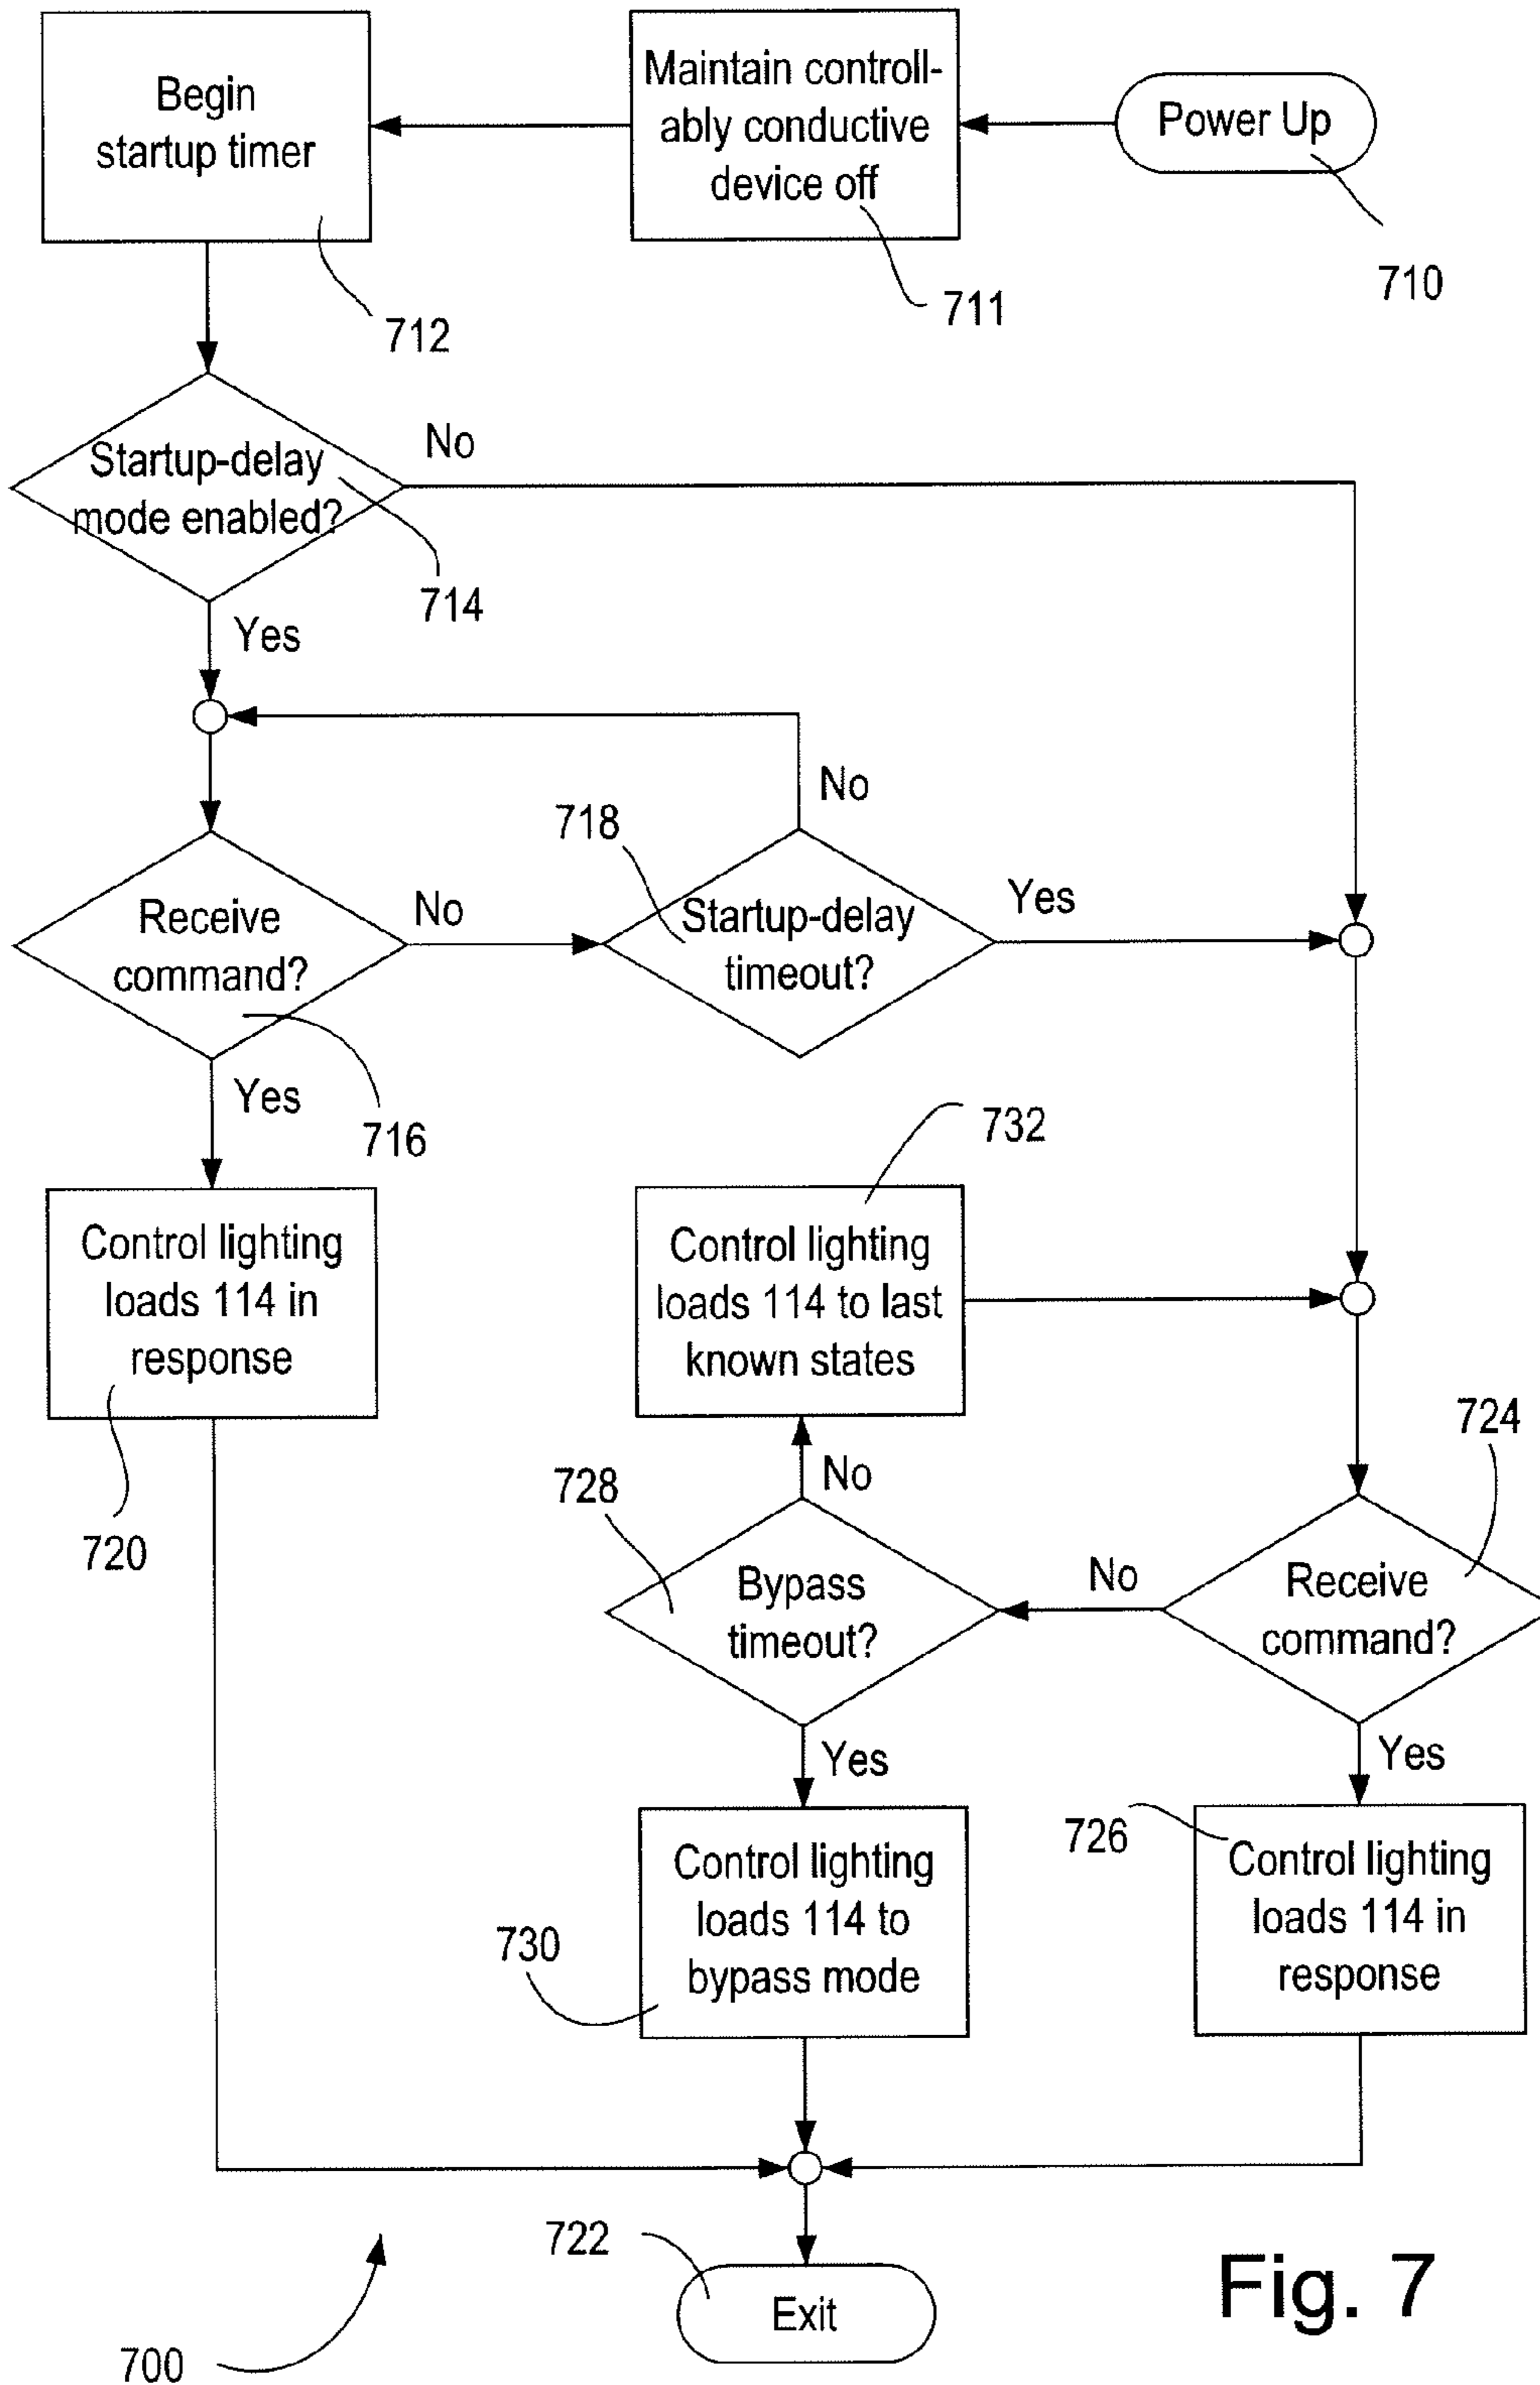 Begin
startup timer
712
Maintain controll-
ably conductive
device off
711
Power Up
710
Startup-delay
mode enabled?
714
No
Yes
No
718
Receive
command?
716
No
Startup-delay
timeout?
Yes
Yes
732
Control lighting
loads 114 in
response
720
Control lighting
loads 114 to last
known states
724
No
728
Bypass
timeout?
No
Receive
command?
Yes
Yes
726
730
Control lighting
loads 114 to
bypass mode
Control lighting
loads 114 in
response
722
Exit
700
Fig. 7